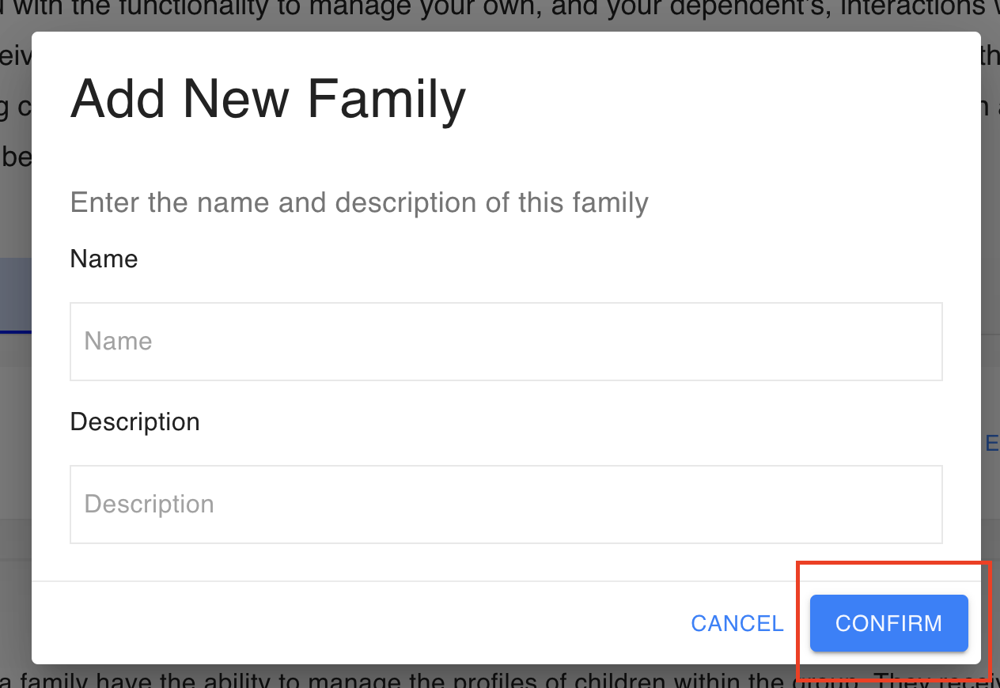 with the functionality to manage your own, and your dependent's, interactions
Add New Family
be
Enter the name and description of this family
Name
Name
Description
Description
CANCEL CONFIRM
a family have the ability to manage the profiles of children within the group. They